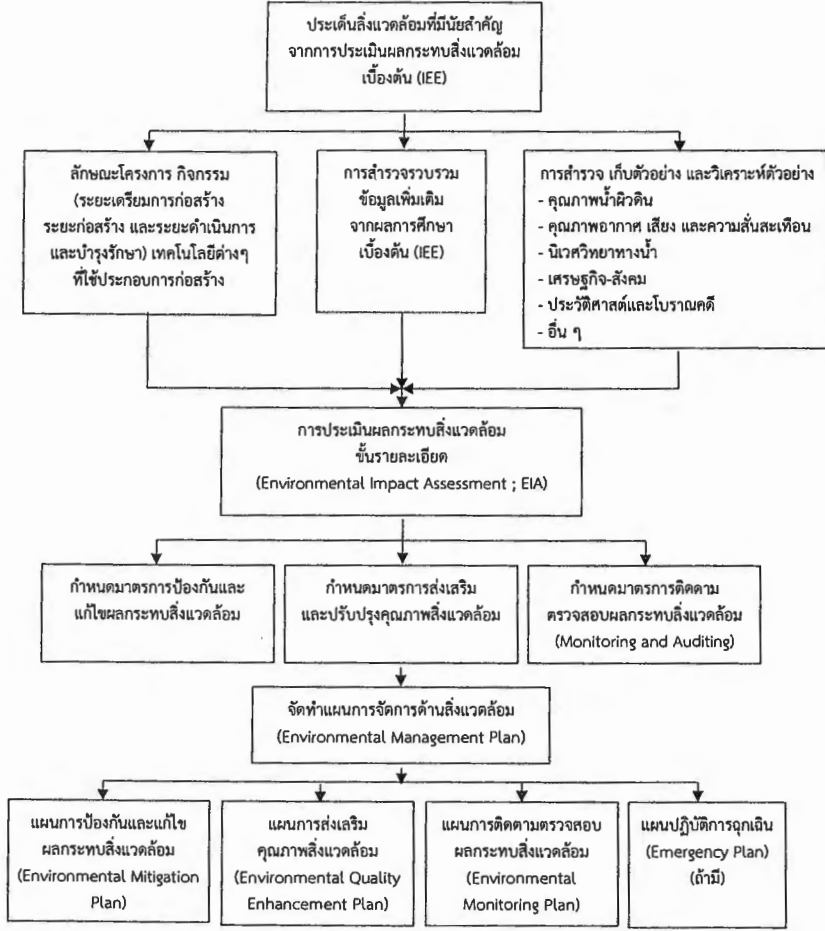 ประเด็นสิ่งแวดล้อมที่มีนัยสำคัญ
จากการประเมินผลกระทบสิ่งแวดล้อม
เบื้องต้น (IEE)
ลักษณะโครงการ กิจกรรม
(ระยะเตรียมการก่อสร้าง
ระยะก่อสร้าง และระยะดำเนินการ
และบำรุงรักษา) เทคโนโลยีต่างๆ
ที่ใช้ประกอบการก่อสร้าง
การสำรวจรวบรวม
ข้อมูลเพิ่มเติม
จากผลการศึกษา
เบื้องต้น (IEE)
การสำรวจ เก็บตัวอย่าง และวิเคราะห์ตัวอย่าง
- คุณภาพน้ำผิวดิน
- คุณภาพอากาศ เสียง และความสั่นสะเทือน
- นิเวศวิทยาทางน้ำ
- เศรษฐกิจ-สังคม
- ประวัติศาสต์และโบราณคดี
- อื่น ๆ
การประเมินผลกระทบสิ่งแวดล้อม
ขั้นรายละเอียด
(Environmental Impact Assessment ; EIA)
กำหนดมาตรการป้องกันและ
แก้ไขผลกระทบสิ่งแวดล้อม
กำหนดมาตรการส่งเสริม
และปรับปรุงคุณภาพสิ่งแวดล้อม
กำหนดมาตรการติดตาม
ตรวจสอบผลกระทบสิ่งแวดล้อม
(Monitoring and Auditing)
จัดทำแผนการจัดการด้านสิ่งแวดล้อม
(Environmental Management Plan)
แผนการป้องกันและแก้ไข
ผลกระทบสิ่งแวดล้อม
(Environmental Mitigation
Plan)
แผนการส่งเสริม
คุณภาพสิ่งแวดล้อม
(Environmental Quality
Enhancement Plan)
แผนการติดตามตรวจสอบ
ผลกระทบสิ่งแวดล้อม
(Environmental
Monitoring Plan)
แผนปฏิบัติการฉุกเฉิน
(Emergency Plan)
(ถ้ามี)